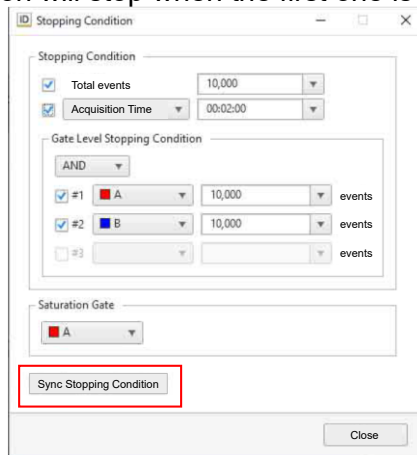 on will stop when the first one is
ID Stopping Condition
Stopping Condition
Total events 10,000
Acquisition Time 00:02:00
Gate Level Stopping Condition
AND
#1 A 10,000 events
#2 B 10,000 events
#3 events
Saturation Gate
A
Sync Stopping Condition
Close